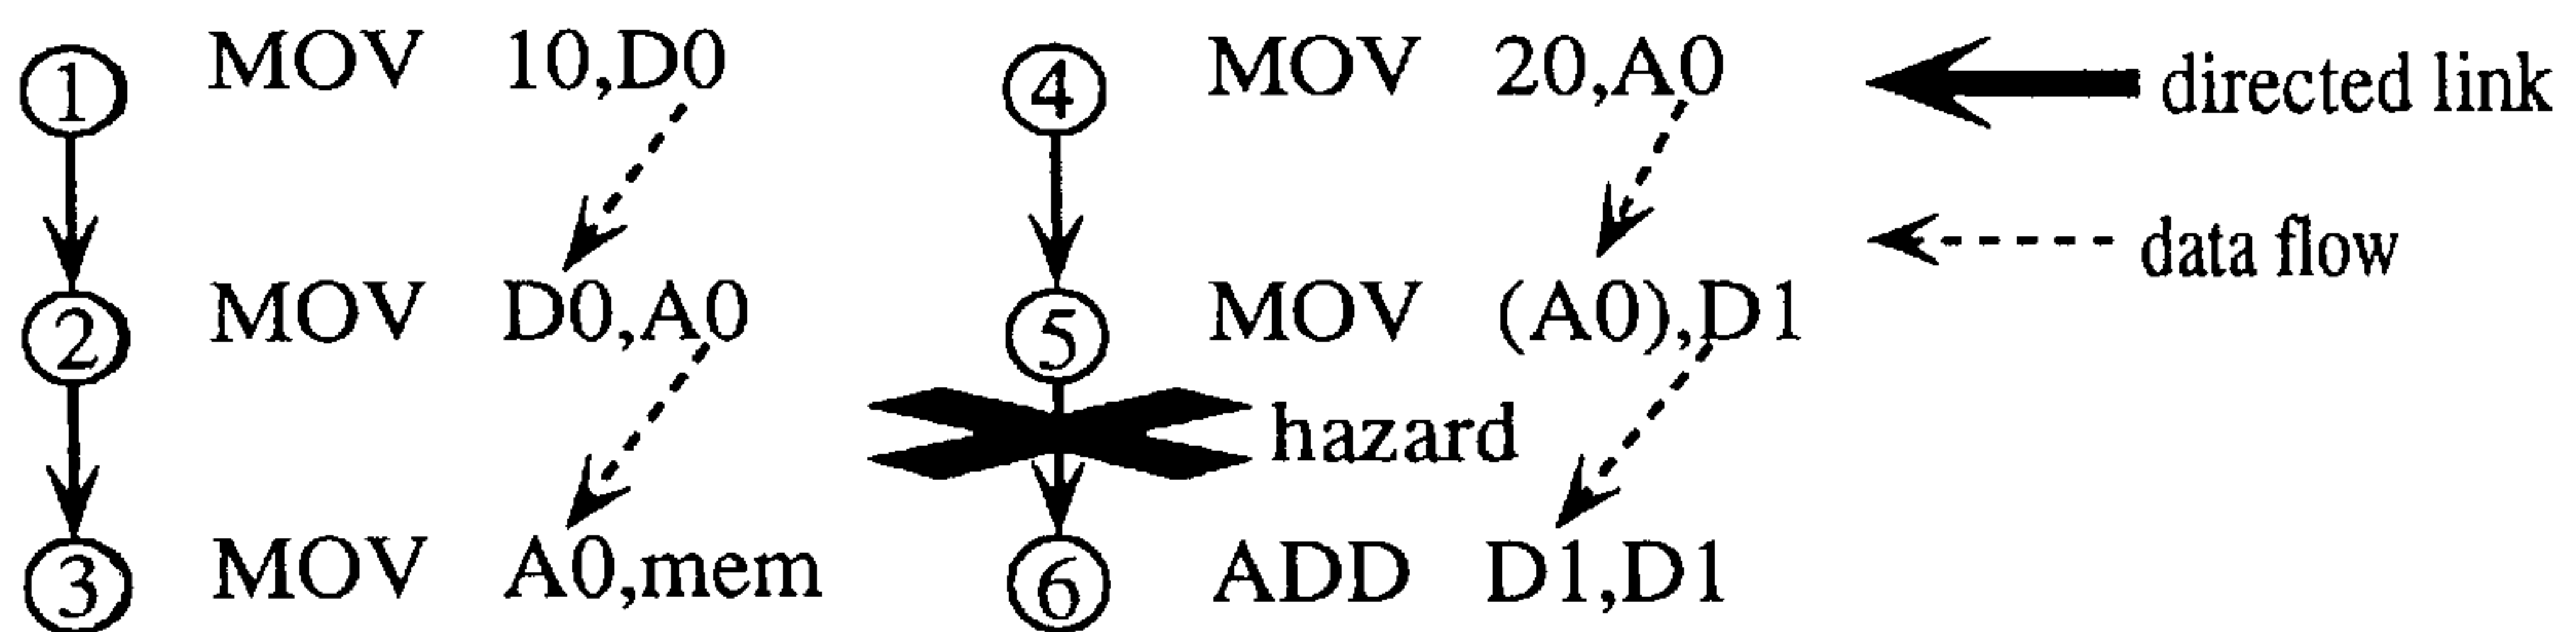 1 MOV 10,D0
2 MOV D0,A0
3 MOV A0,mem
4 MOV 20,A0
5 MOV (A0),D1
hazard
6 ADD D1,D1
directed link
data flow